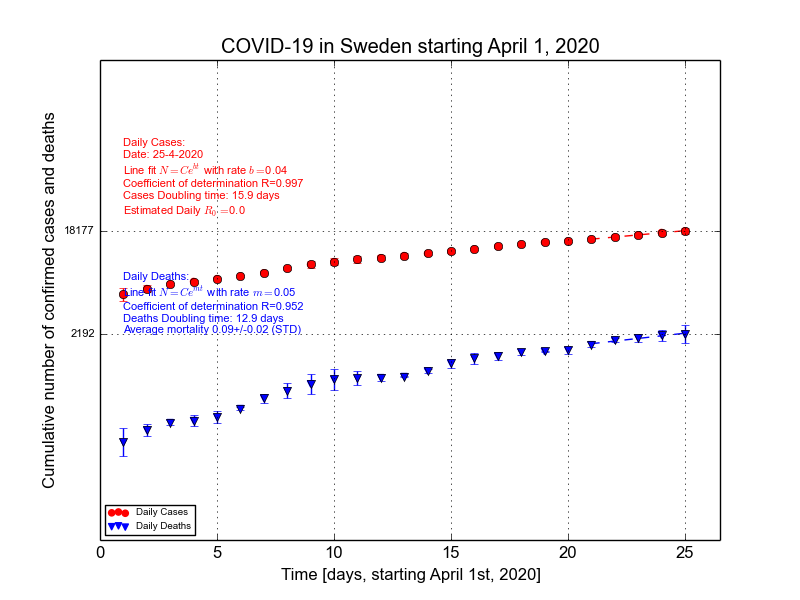 COVID-19 in Sweden starting April 1, 2020
Cumulative number of confirmed cases and deaths
Daily Cases:
Date: 25-4-2020
Line fit N=Ce^{bt} with rate b=0.04
Coefficient of determination R=0.997
Cases Doubling time: 15.9 days
Estimated Daily R_0=0.0
18177
Daily Deaths:
Line fit N=Ce^{mt} with rate m=0.05
Coefficient of determination R=0.952
Deaths Doubling time: 12.9 days
Average mortality 0.09+/-0.02 (STD)
2192
Daily Cases
Daily Deaths
0 5 10 15 20 25
Time [days, starting April 1st, 2020]